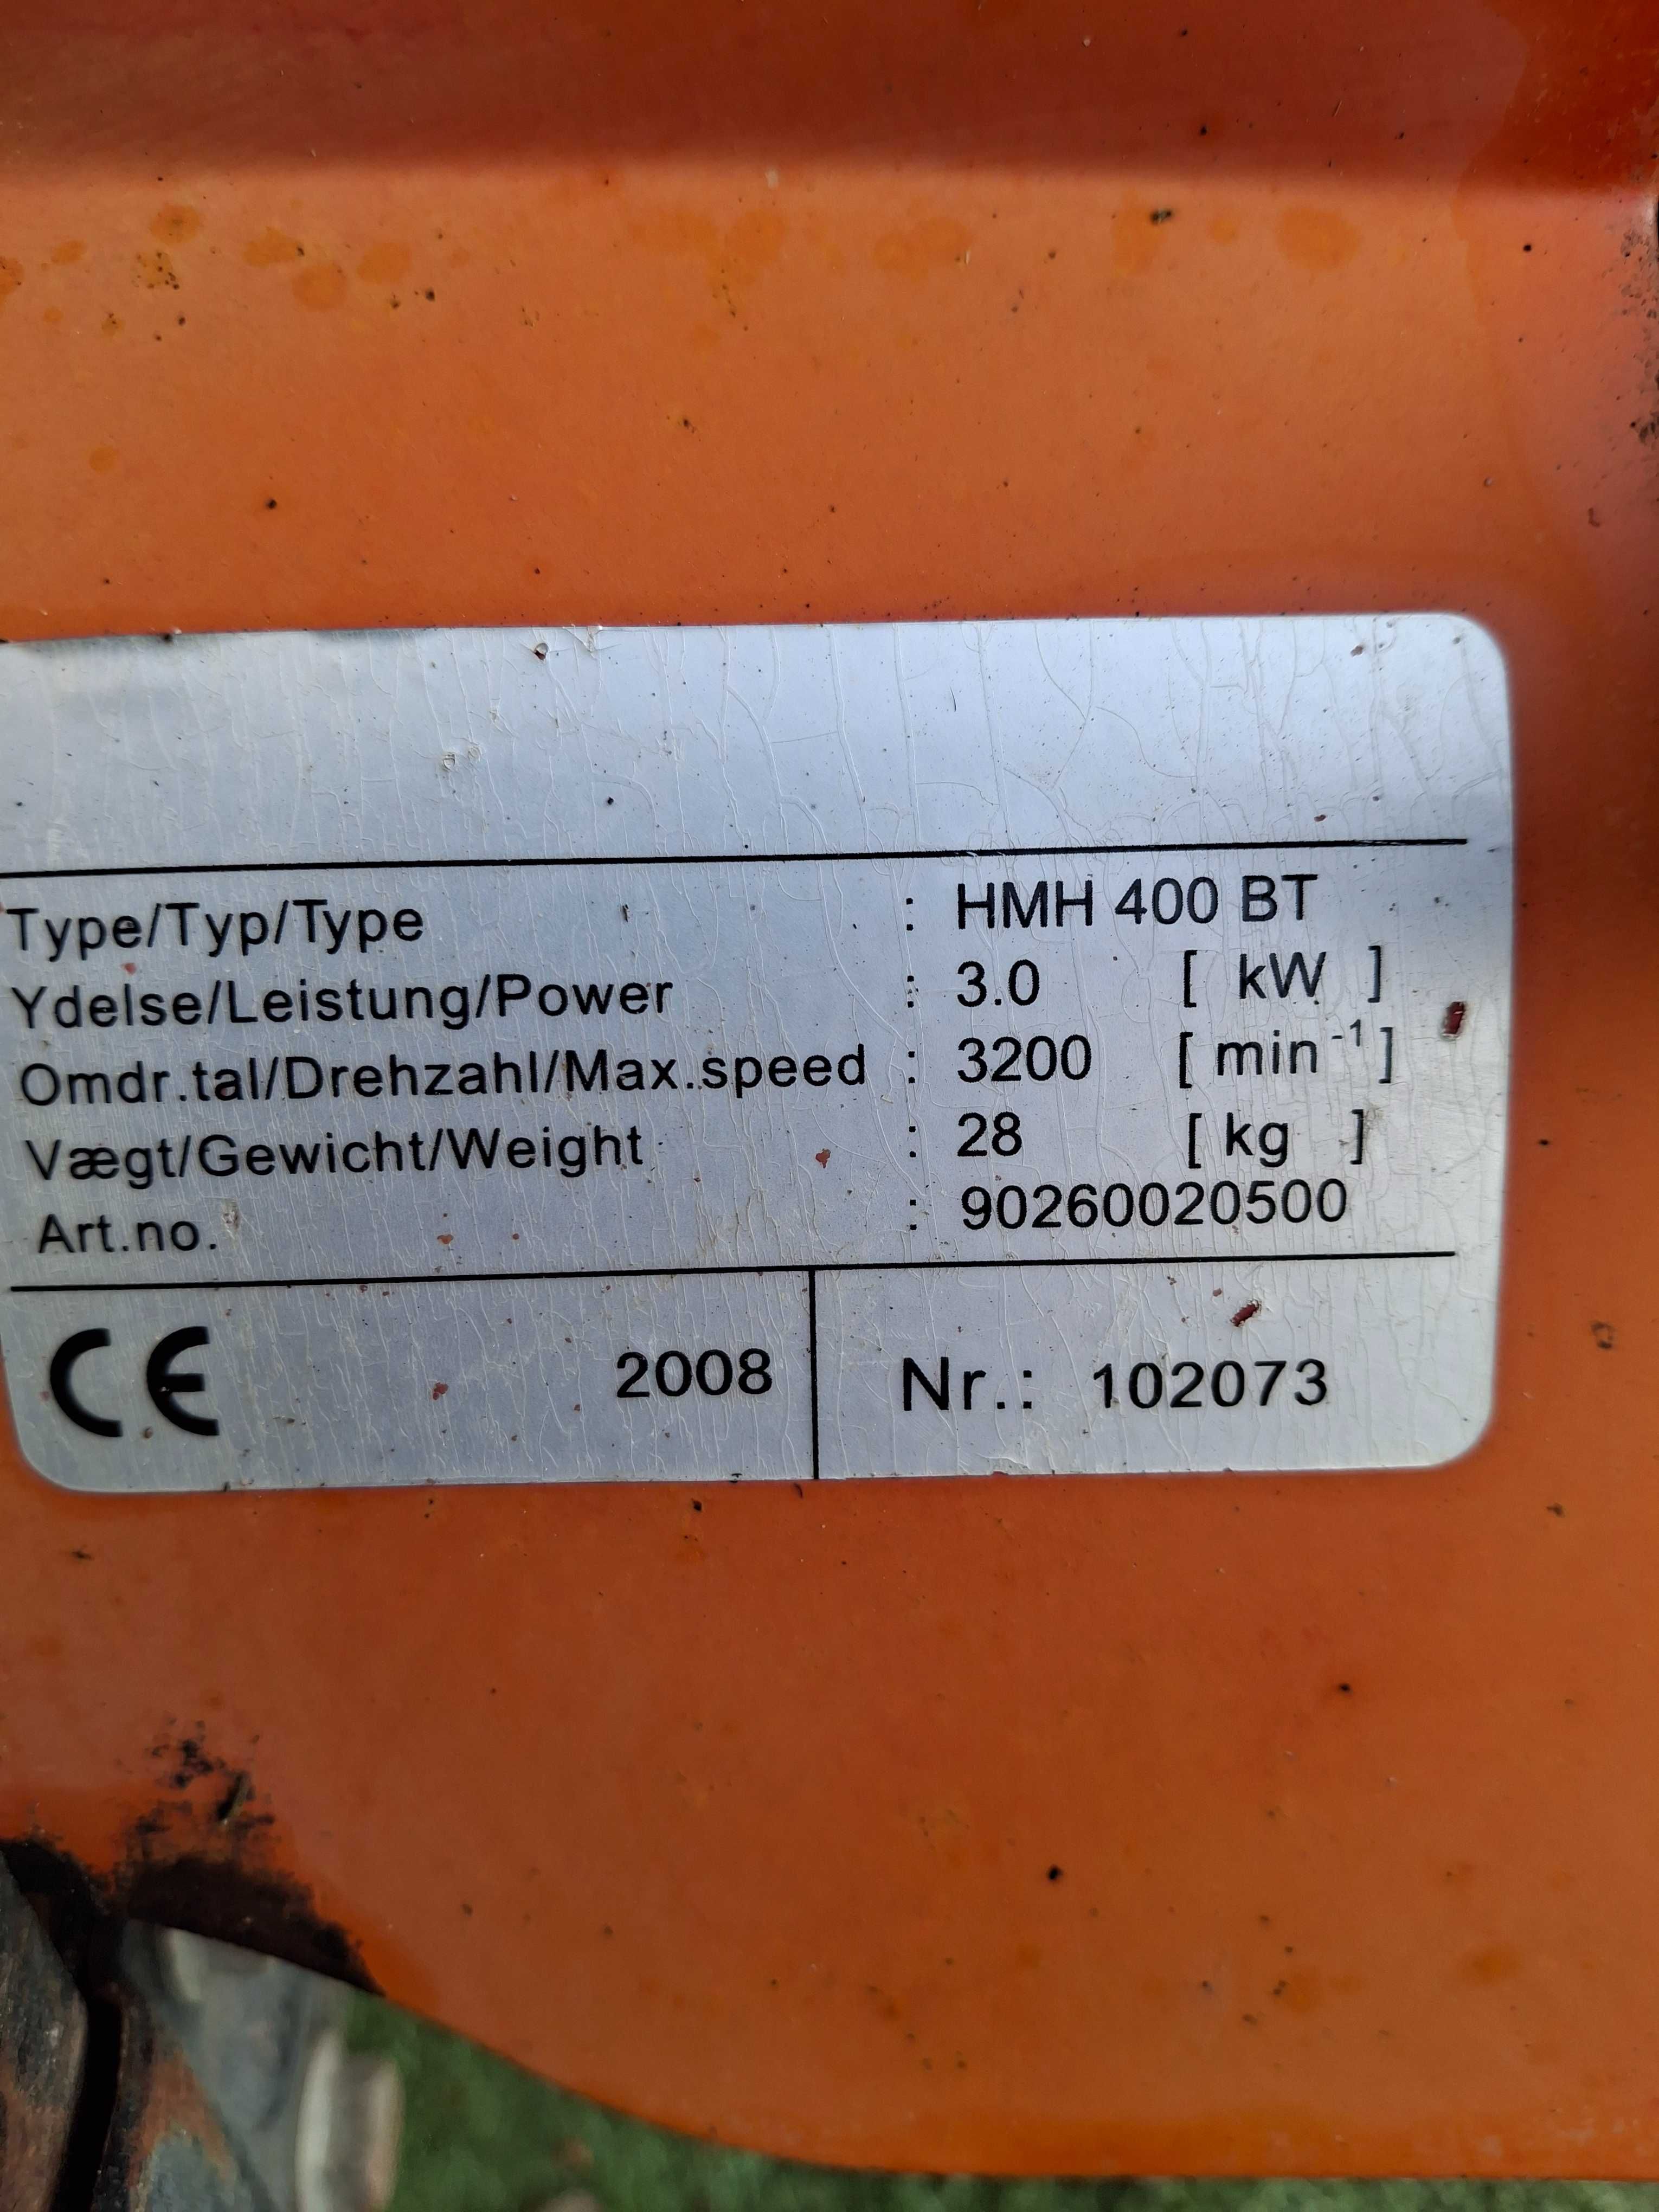 Type/Typ/Type : HMH 400 BT
Ydelse/Leistung/Power : 3.0 [ kW ]
Omdr.tal/Drehzahl/Max.speed : 3200 [ min⁻¹ ]
Vægt/Gewicht/Weight : 28 [ kg ]
Art.no. : 90260020500
CE 2008 Nr.: 102073